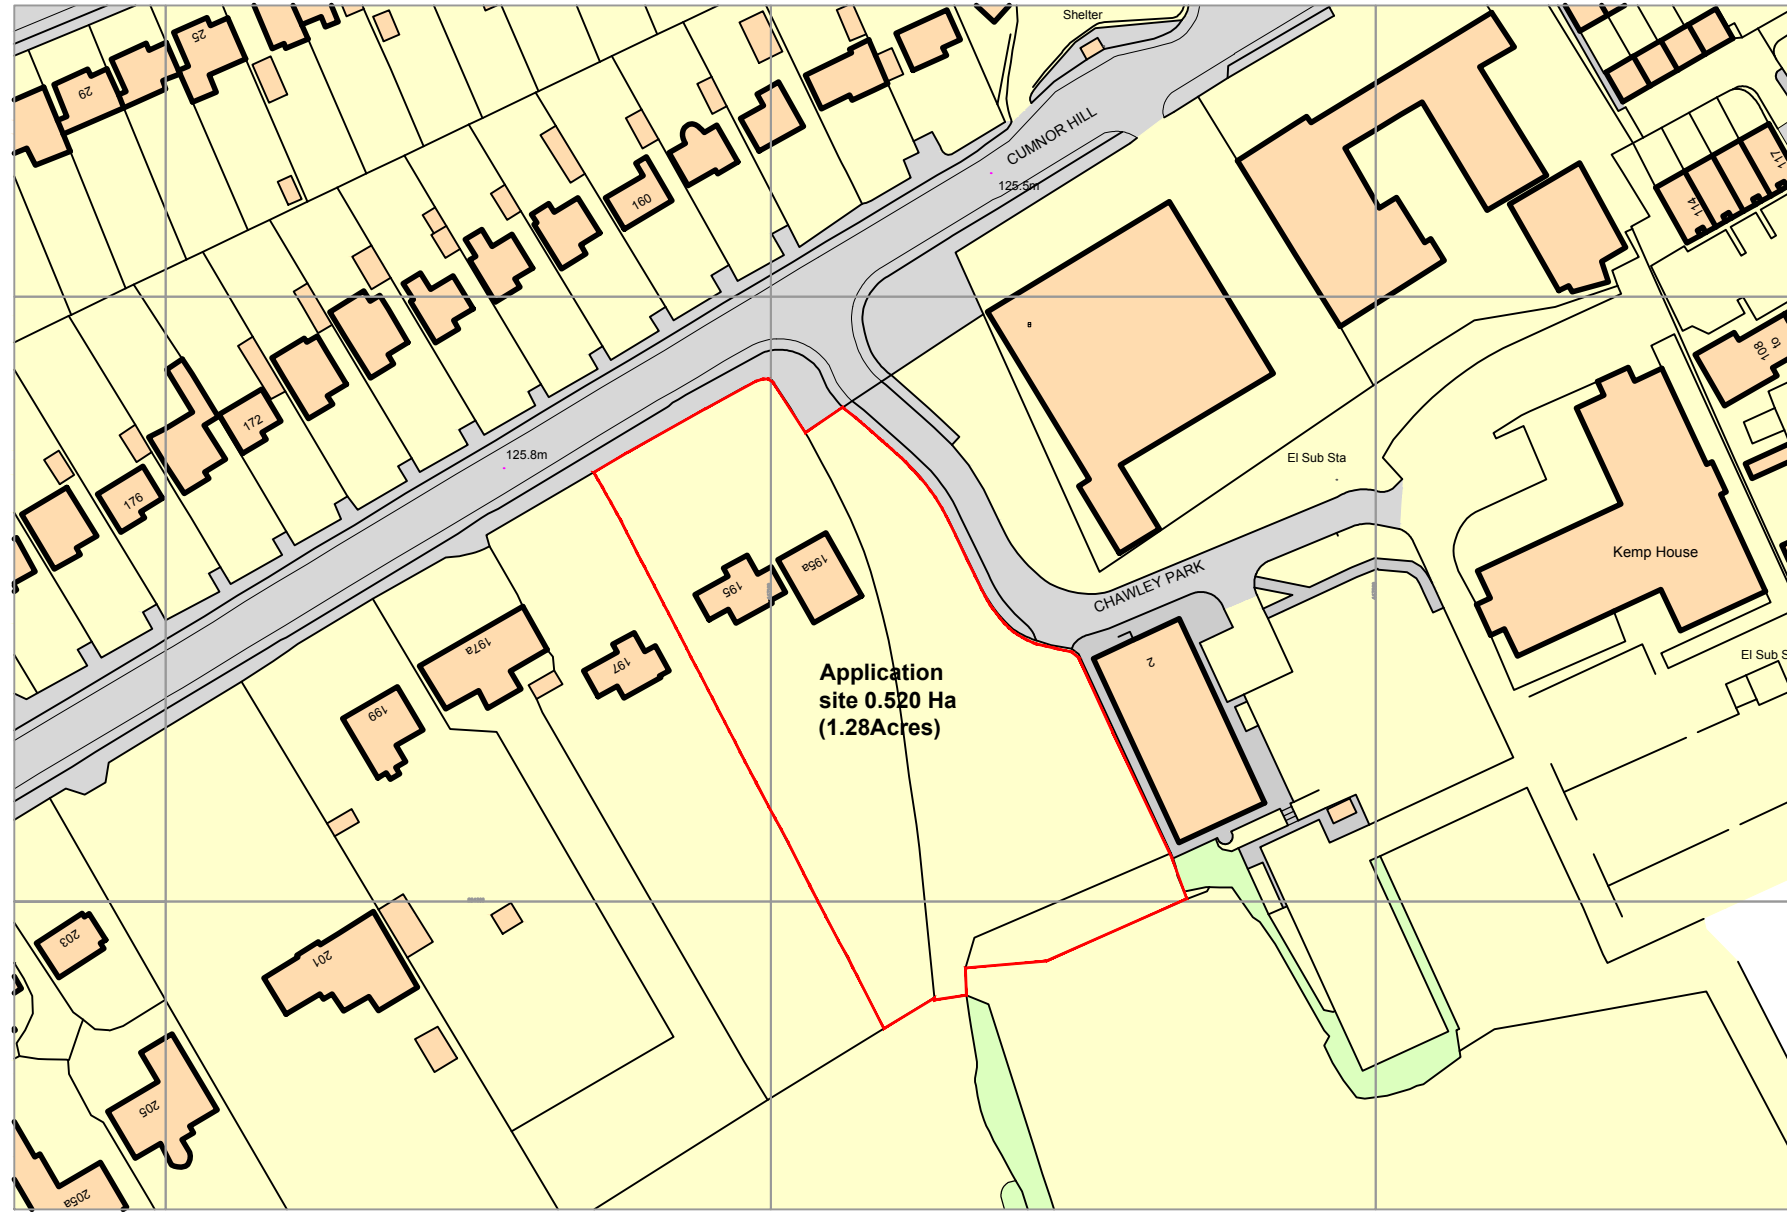 Shelter
25
29
CUMNOR HILL
125.5m
117
114
160
108
to
172
125.8m
El Sub Sta
176
Kemp House
195a
195
CHAWLEY PARK
197a
197
2
El Sub S
Application
site 0.520 Ha
(1.28Acres)
199
203
201
205
205a